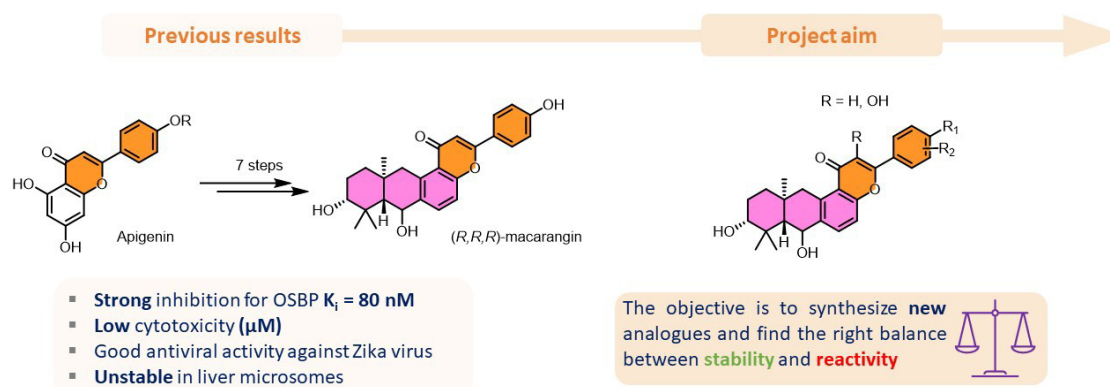 Previous results
Project aim
OR
O
HO
O
OH
Apigenin
7 steps
OH
O
O
HO
H
OH
(R,R,R)-macarangin
R = H, OH
R
R₁
R₂
O
O
HO
H
OH
▪ Strong inhibition for OSBP Kᵢ = 80 nM
▪ Low cytotoxicity (µM)
▪ Good antiviral activity against Zika virus
▪ Unstable in liver microsomes
The objective is to synthesize new
analogues and find the right balance
between stability and reactivity